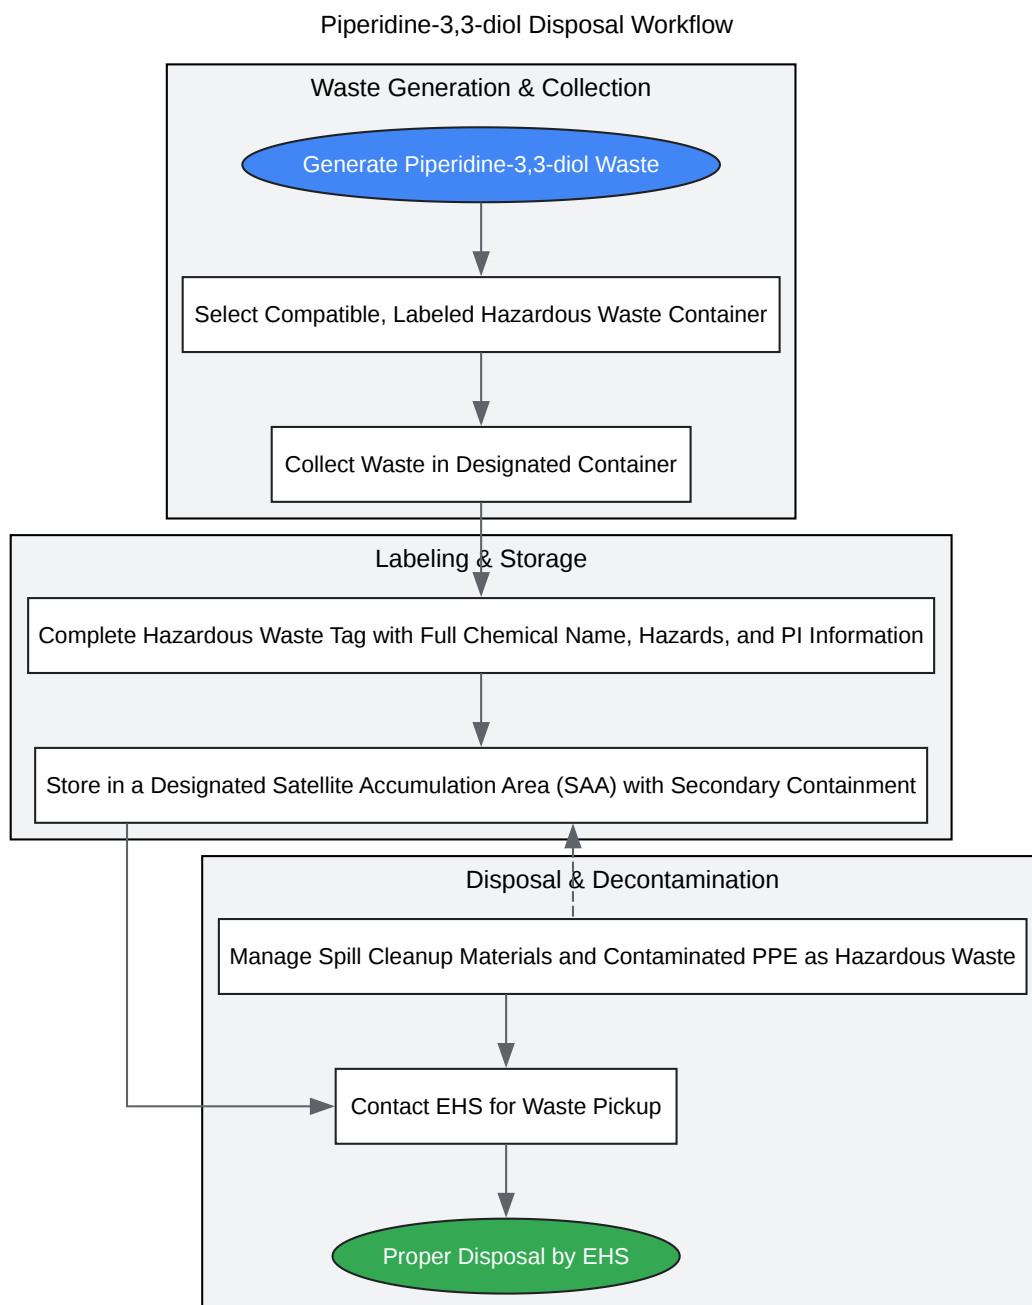 Piperidine-3,3-diol Disposal Workflow
Waste Generation & Collection
Generate Piperidine-3,3-diol Waste
Select Compatible, Labeled Hazardous Waste Container
Collect Waste in Designated Container
Labeling & Storage
Complete Hazardous Waste Tag with Full Chemical Name, Hazards, and PI Information
Store in a Designated Satellite Accumulation Area (SAA) with Secondary Containment
Disposal & Decontamination
Manage Spill Cleanup Materials and Contaminated PPE as Hazardous Waste
Contact EHS for Waste Pickup
Proper Disposal by EHS